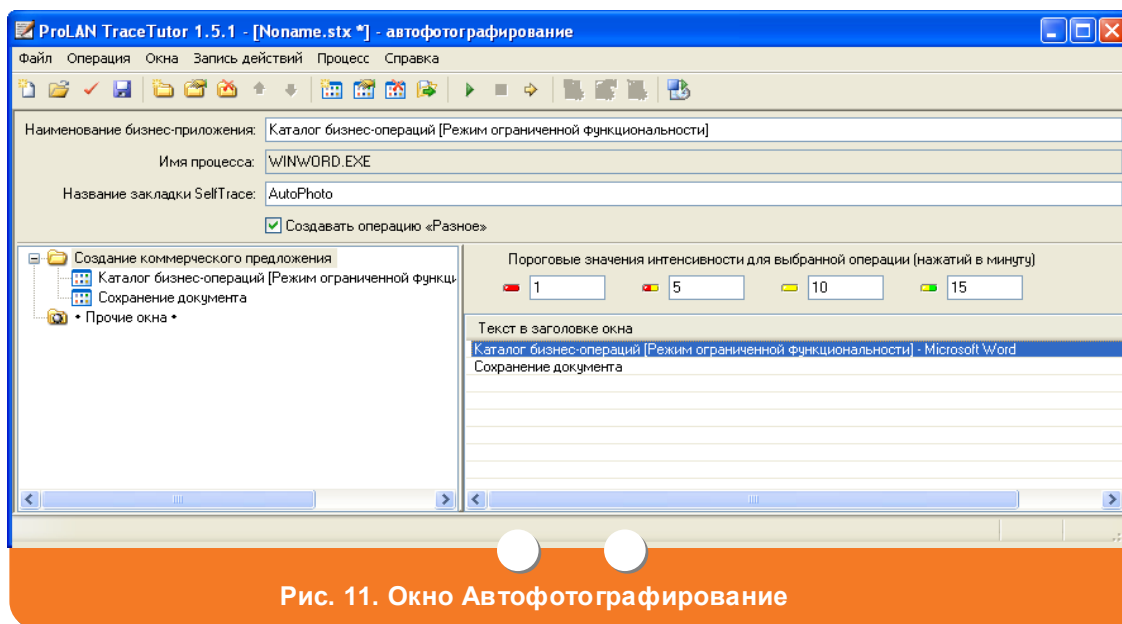 ProLAN TraceTutor 1.5.1 - [Noname.stx *] - автофотографирование
Файл Операция Окна Запись действий Процесс Справка
Наименование бизнес-приложения: Каталог бизнес-операций [Режим ограниченной функциональности]
Имя процесса: WINWORD.EXE
Название закладки SelfTrace: AutoPhoto
Создавать операцию «Разное»
Создание коммерческого предложения
Каталог бизнес-операций [Режим ограниченной функци
Сохранение документа
• Прочие окна •
Пороговые значения интенсивности для выбранной операции (нажатий в минуту)
1 5 10 15
Текст в заголовке окна
Каталог бизнес-операций [Режим ограниченной функциональности] - Microsoft Word
Сохранение документа
Рис. 11. Окно Автофотографирование